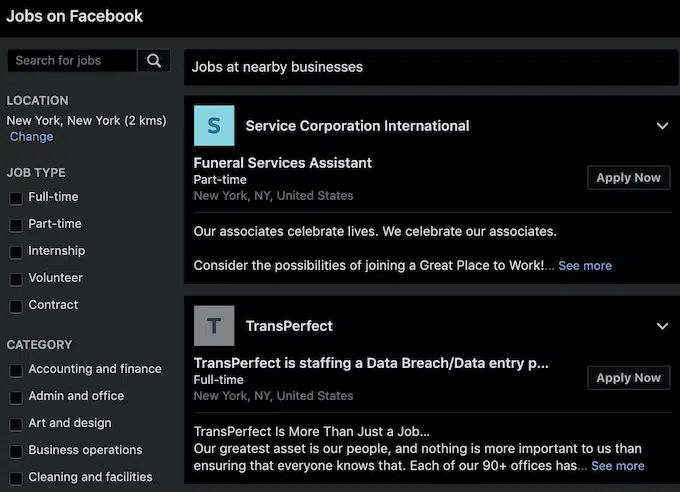 Jobs on Facebook
Search for jobs
LOCATION
New York, New York (2 kms)
Change
JOB TYPE
Full-time
Part-time
Internship
Volunteer
Contract
CATEGORY
Accounting and finance
Admin and office
Art and design
Business operations
Cleaning and facilities
Jobs at nearby businesses
S
Service Corporation International
Funeral Services Assistant
Part-time
New York, NY, United States
Apply Now
Our associates celebrate lives. We celebrate our associates.
Consider the possibilities of joining a Great Place to Work!... See more
T
TransPerfect
TransPerfect is staffing a Data Breach/Data entry p...
Full-time
New York, NY, United States
Apply Now
TransPerfect Is More Than Just a Job...
Our greatest asset is our people, and nothing is more important to us than
ensuring that everyone knows that. Each of our 90+ offices has... See more